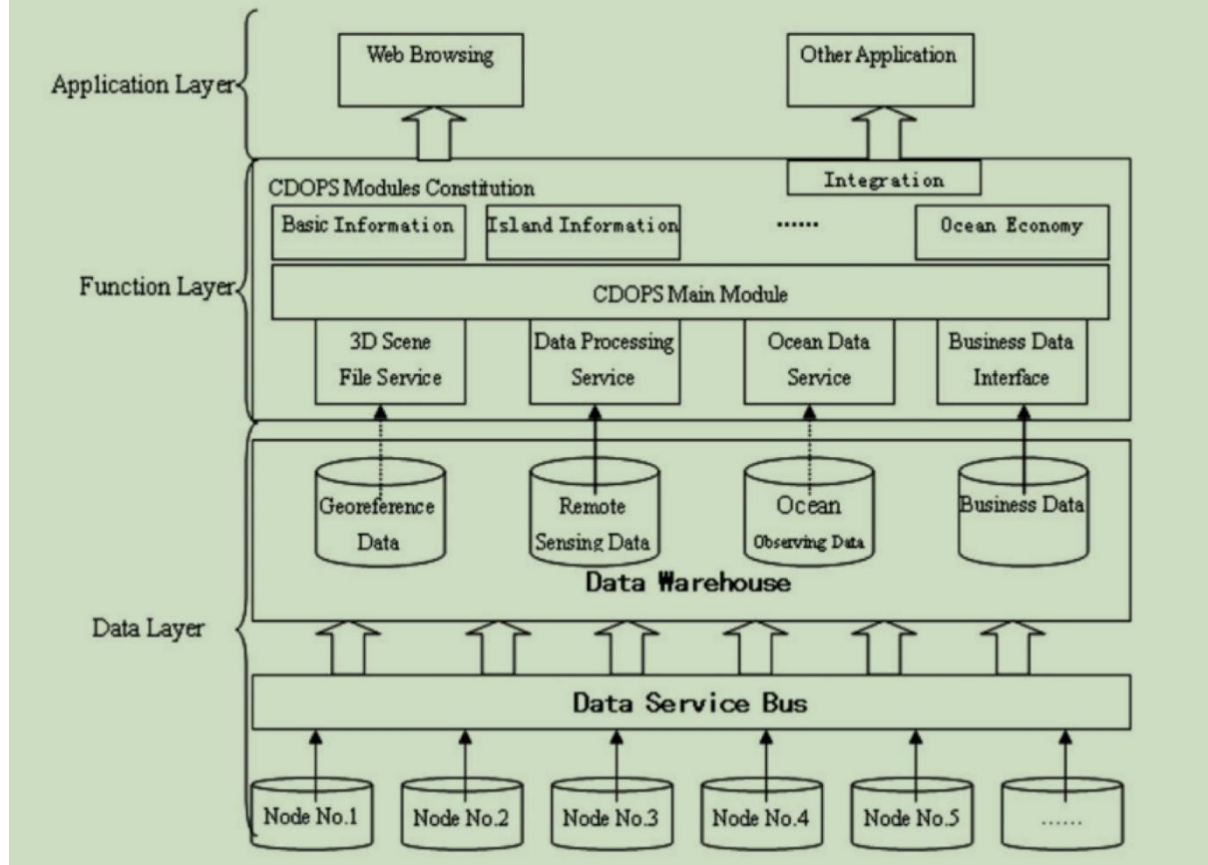 Web Browsing
Other Application
Application Layer
Integration
CDOPS Modules Constitution
Basic Information
Island Information
......
Ocean Economy
Function Layer
CDOPS Main Module
3D Scene
File Service
Data Processing
Service
Ocean Data
Service
Business Data
Interface
Georeference
Data
Remote
Sensing Data
Ocean
Observing Data
Business Data
Data Warehouse
Data Layer
Data Service Bus
Node No.1
Node No.2
Node No.3
Node No.4
Node No.5
......